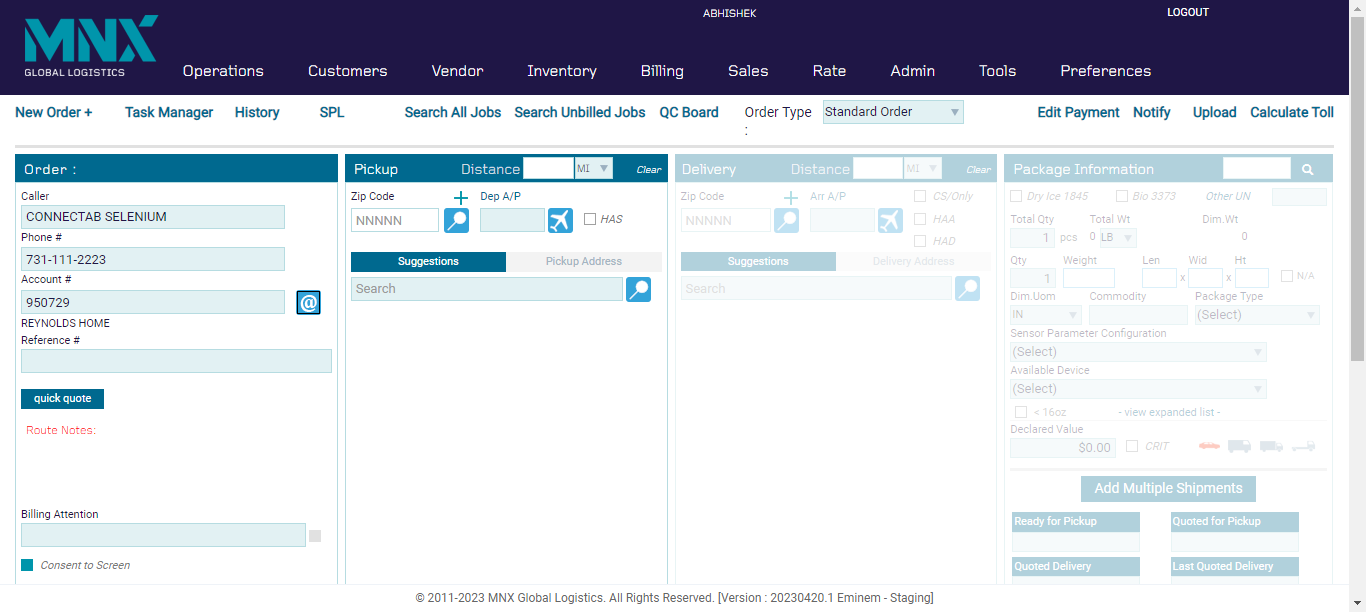 ABHISHEK
LOGOUT
MNX
GLOBAL LOGISTICS
Operations Customers Vendor Inventory Billing Sales Rate Admin Tools Preferences
New Order + Task Manager History SPL Search All Jobs Search Unbilled Jobs QC Board Order Type : Standard Order Edit Payment Notify Upload Calculate Toll
Order :
Caller
CONNECTAB SELENIUM
Phone #
731-111-2223
Account #
950729 @
REYNOLDS HOME
Reference #
quick quote
Route Notes:
Billing Attention
Consent to Screen
Pickup Distance MI Clear
Zip Code + Dep A/P
NNNNN HAS
Suggestions Pickup Address
Search
Delivery Distance MI Clear
Zip Code + Arr A/P CS/Only
NNNNN HAA
HAD
Suggestions Delivery Address
Search
Package Information
Dry Ice 1845 Bio 3373 Other UN
Total Qty Total Wt Dim.Wt
1 pcs 0 LB 0
Qty Weight Len Wid Ht
1 x x N/A
Dim.Uom Commodity Package Type
IN (Select)
Sensor Parameter Configuration
(Select)
Available Device
(Select)
< 16oz - view expanded list -
Declared Value
$0.00 CRIT
Add Multiple Shipments
Ready for Pickup Quoted for Pickup
Quoted Delivery Last Quoted Delivery
© 2011-2023 MNX Global Logistics. All Rights Reserved. [Version : 20230420.1 Eminem - Staging]